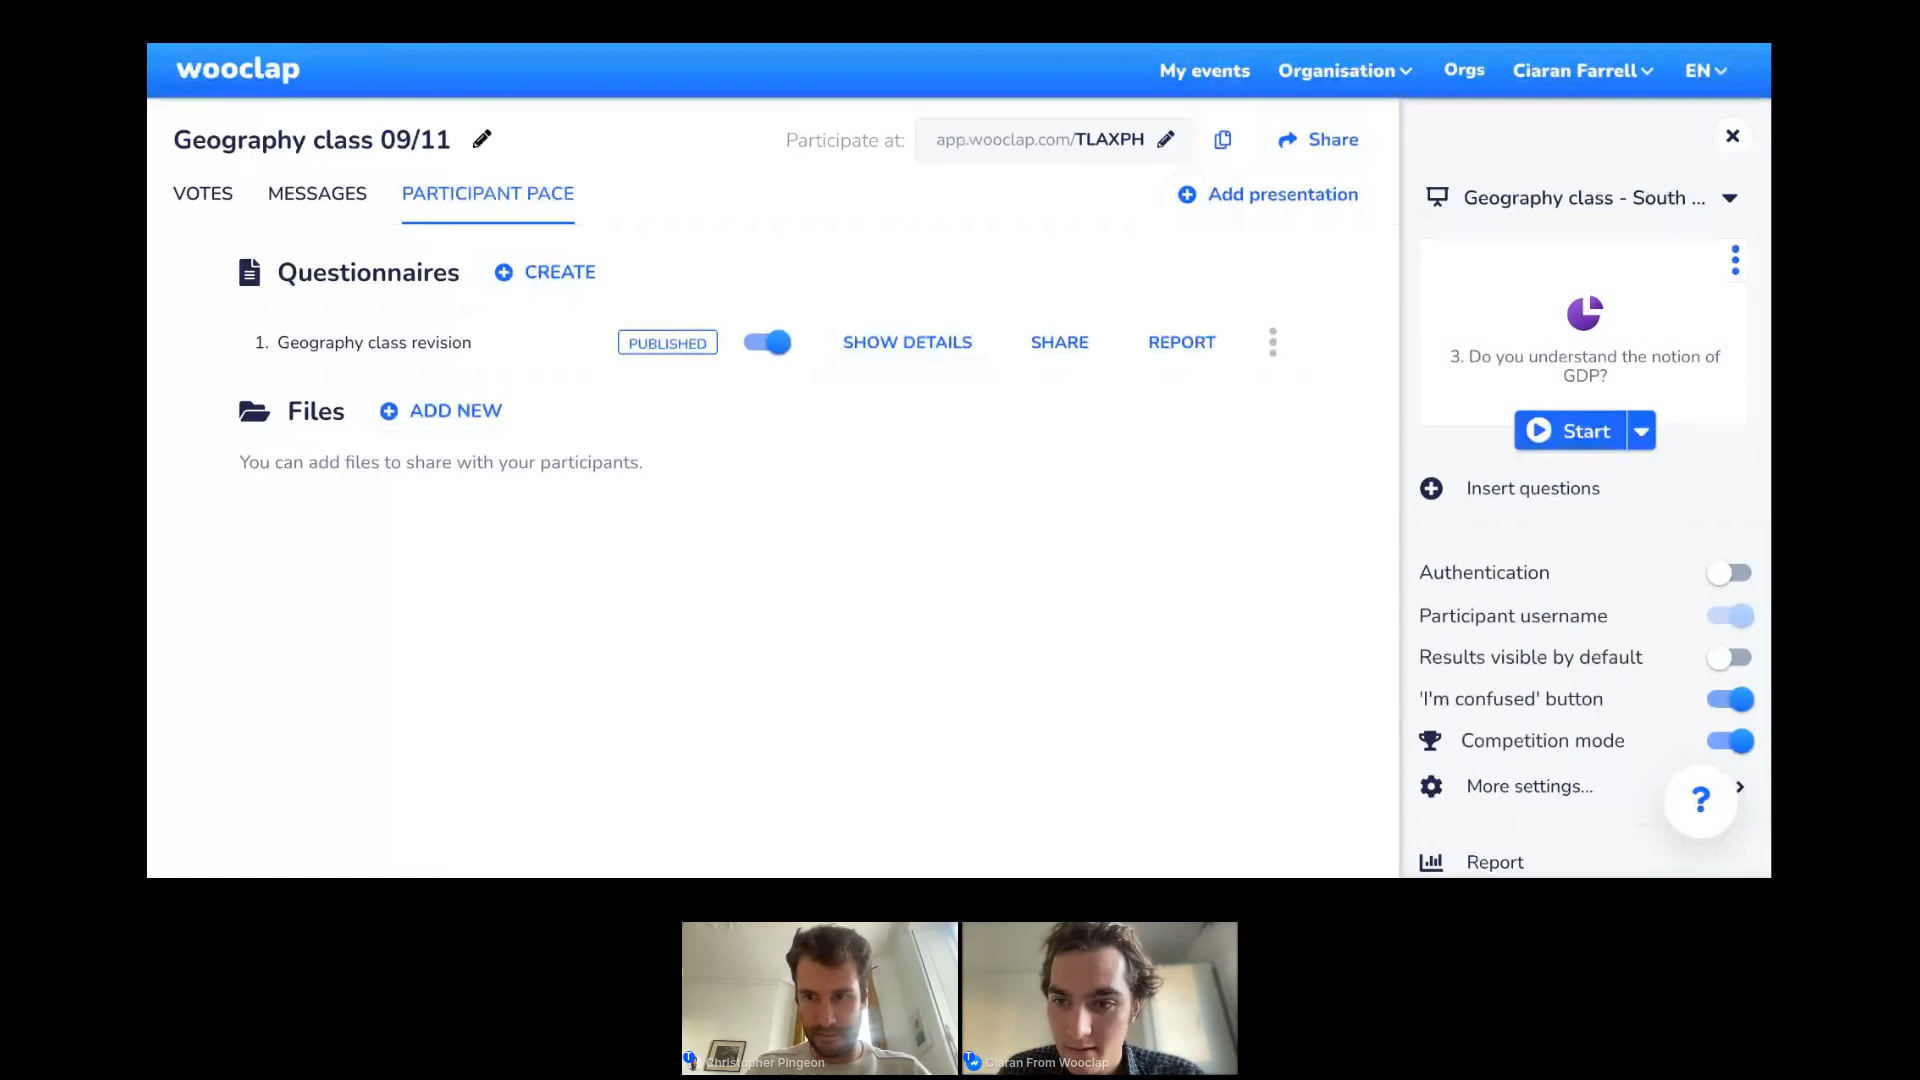 wooclap
My events Organisation Orgs Ciaran Farrell EN
Geography class 09/11
Participate at: app.wooclap.com/TLAXPH Share
VOTES MESSAGES PARTICIPANT PACE
Add presentation
Questionnaires CREATE
1. Geography class revision PUBLISHED SHOW DETAILS SHARE REPORT
Files ADD NEW
You can add files to share with your participants.
Geography class - South ...
3. Do you understand the notion of
GDP?
Start
Insert questions
Authentication
Participant username
Results visible by default
'I'm confused' button
Competition mode
More settings...
?
Report
Christopher Pingeon
Ciaran From Wooclap